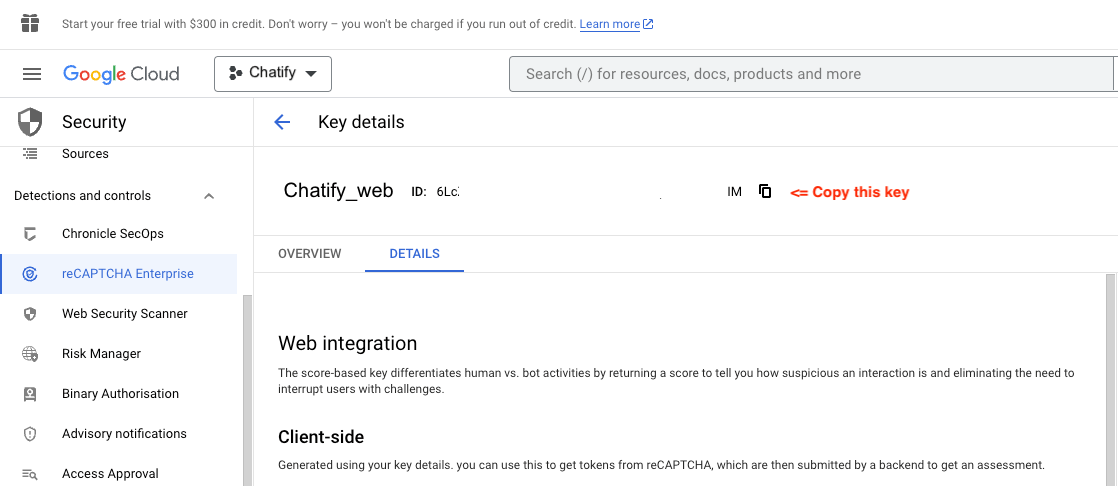 Start your free trial with $300 in credit. Don't worry – you won't be charged if you run out of credit. Learn more
Google Cloud
Chatify
Search (/) for resources, docs, products and more
Security
Key details
Sources
Detections and controls
Chatify_web ID: 6Lc IM <= Copy this key
Chronicle SecOps
OVERVIEW DETAILS
reCAPTCHA Enterprise
Web Security Scanner
Risk Manager
Binary Authorisation
Advisory notifications
Access Approval
Web integration
The score-based key differentiates human vs. bot activities by returning a score to tell you how suspicious an interaction is and eliminating the need to
interrupt users with challenges.
Client-side
Generated using your key details. you can use this to get tokens from reCAPTCHA, which are then submitted by a backend to get an assessment.